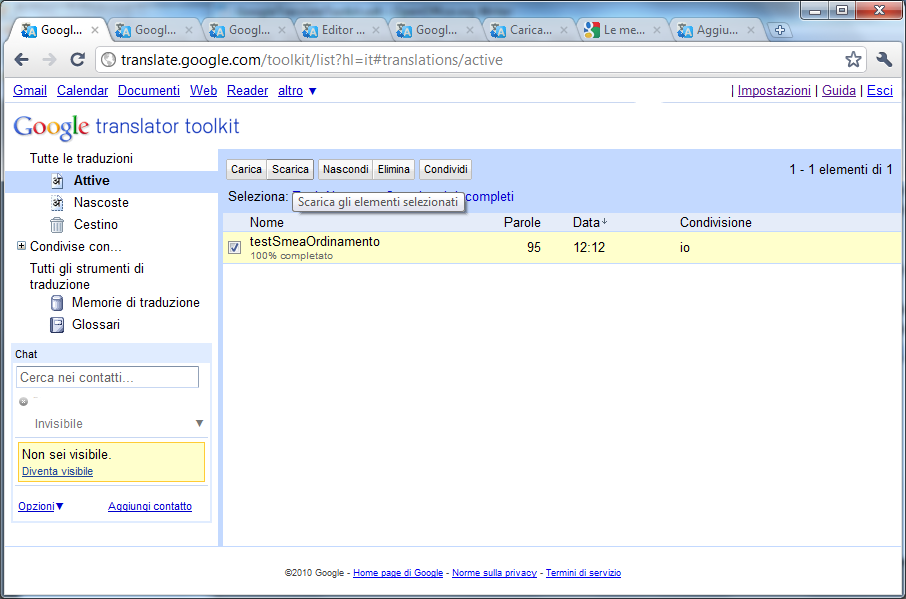 Googl... Googl... Googl... Editor ... Googl... Carica... Le me... Aggiu...
translate.google.com/toolkit/list?hl=it#translations/active
Gmail Calendar Documenti Web Reader altro ▼ | Impostazioni | Guida | Esci
Google translator toolkit
Tutte le traduzioni
Attive
Nascoste
Cestino
Condivise con...
Tutti gli strumenti di
traduzione
Memorie di traduzione
Glossari
Chat
Cerca nei contatti...
Invisibile
Non sei visibile.
Diventa visibile
Opzioni▼ Aggiungi contatto
Carica Scarica Nascondi Elimina Condividi 1 - 1 elementi di 1
Seleziona: completi
Scarica gli elementi selezionati
Nome Parole Data↓ Condivisione
testSmeaOrdinamento 95 12:12 io
100% completato
©2010 Google - Home page di Google - Norme sulla privacy - Termini di servizio